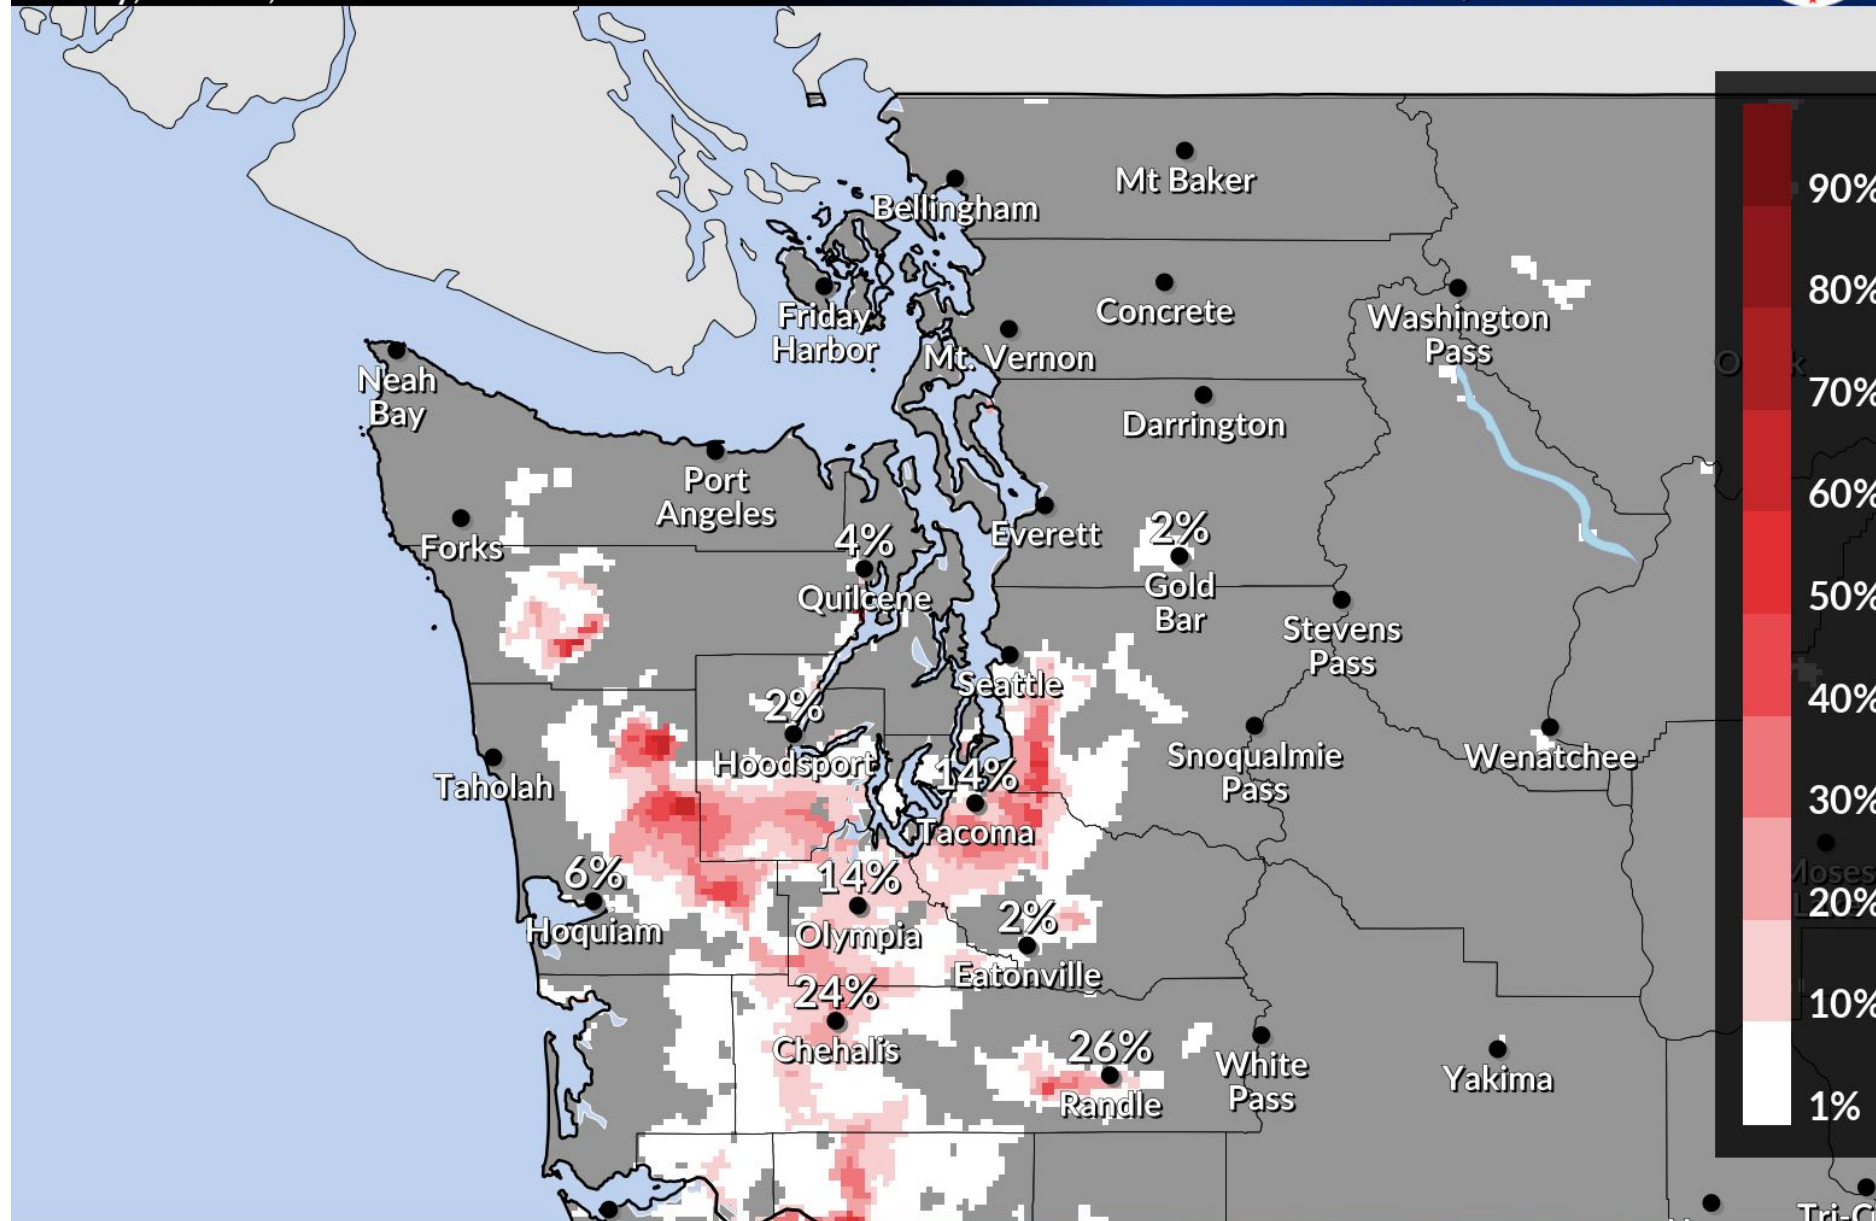 Mt Baker
Bellingham
90%
80%
Friday
Harbor
Concrete
Washington
Pass
Mt. Vernon
Neah
Bay
Darrington
70%
Port
Angeles
60%
Forks
4%
Everett
2%
Quilcene
Gold
Bar
50%
Stevens
Pass
Seattle
40%
2%
Hoodsport
Taholah
14%
Tacoma
Snoqualmie
Pass
Wenatchee
30%
6%
Hoquiam
14%
Olympia
2%
Eatonville
Moses
20%
24%
Chehalis
10%
26%
Randle
White
Pass
Yakima
1%
Tri-C